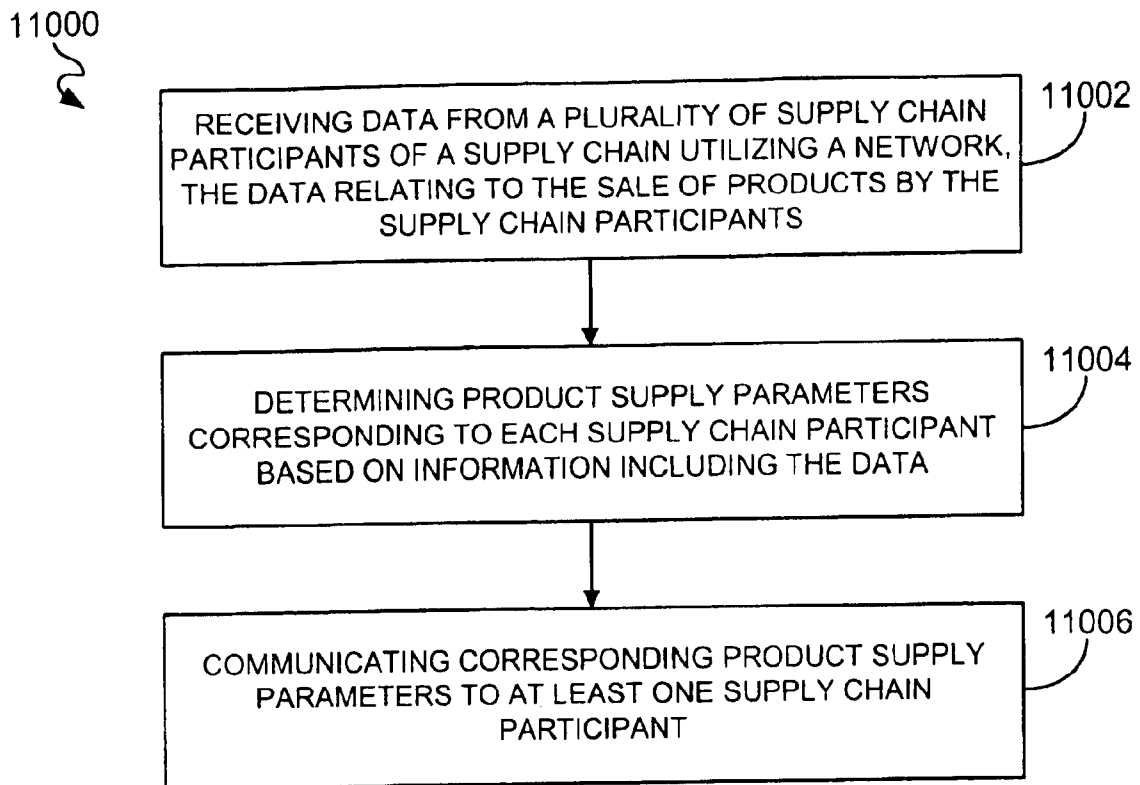 11000
RECEIVING DATA FROM A PLURALITY OF SUPPLY CHAIN
PARTICIPANTS OF A SUPPLY CHAIN UTILIZING A NETWORK,
THE DATA RELATING TO THE SALE OF PRODUCTS BY THE
SUPPLY CHAIN PARTICIPANTS
11002
DETERMINING PRODUCT SUPPLY PARAMETERS
CORRESPONDING TO EACH SUPPLY CHAIN PARTICIPANT
BASED ON INFORMATION INCLUDING THE DATA
11004
COMMUNICATING CORRESPONDING PRODUCT SUPPLY
PARAMETERS TO AT LEAST ONE SUPPLY CHAIN
PARTICIPANT
11006